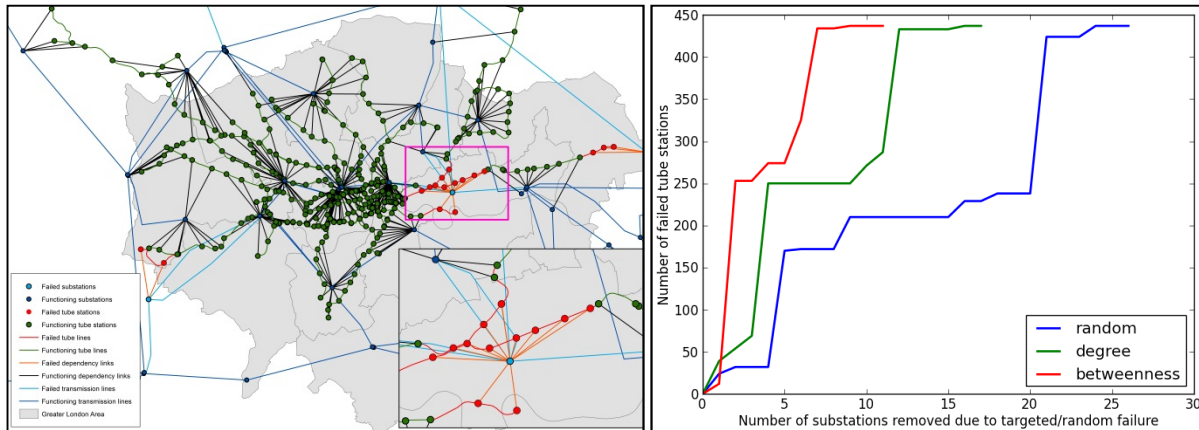 Failed substations
Functioning substations
Failed tube stations
Functioning tube stations
Failed tube lines
Functioning tube lines
Failed dependency links
Functioning dependency links
Failed transmission lines
Functioning transmission lines
Greater London Area
450
400
350
300
250
200
150
100
50
0
Number of failed tube stations
random
degree
betweenness
0 5 10 15 20 25 30
Number of substations removed due to targeted/random failure